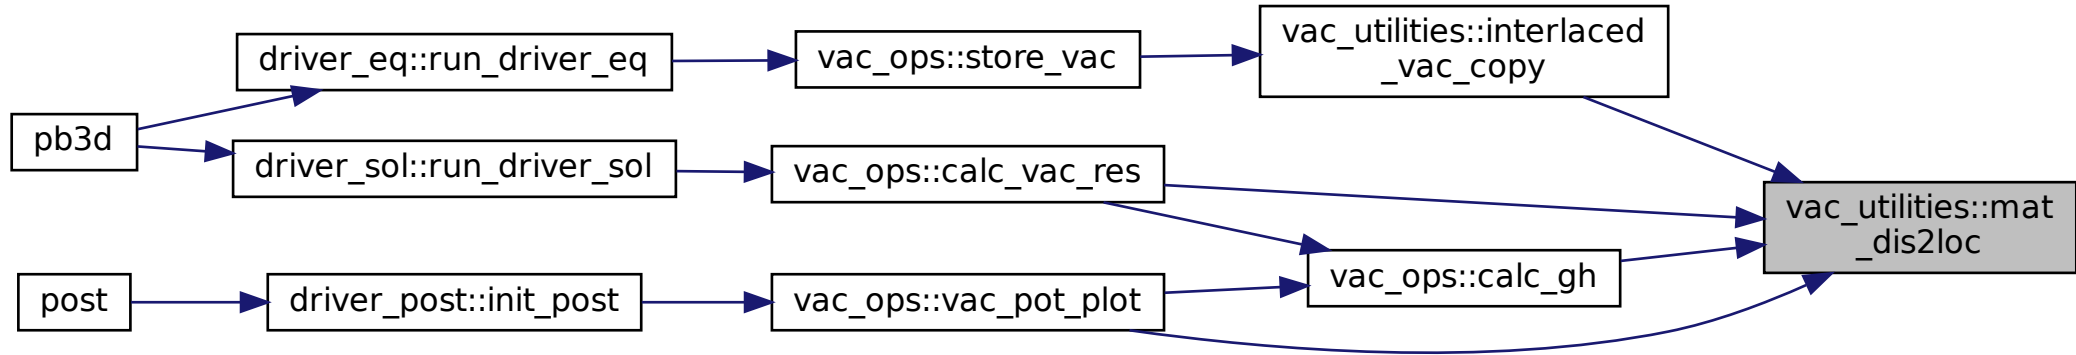 pb3d
driver_eq::run_driver_eq
vac_ops::store_vac
vac_utilities::interlaced
_vac_copy
driver_sol::run_driver_sol
vac_ops::calc_vac_res
vac_utilities::mat
_dis2loc
vac_ops::calc_gh
post
driver_post::init_post
vac_ops::vac_pot_plot